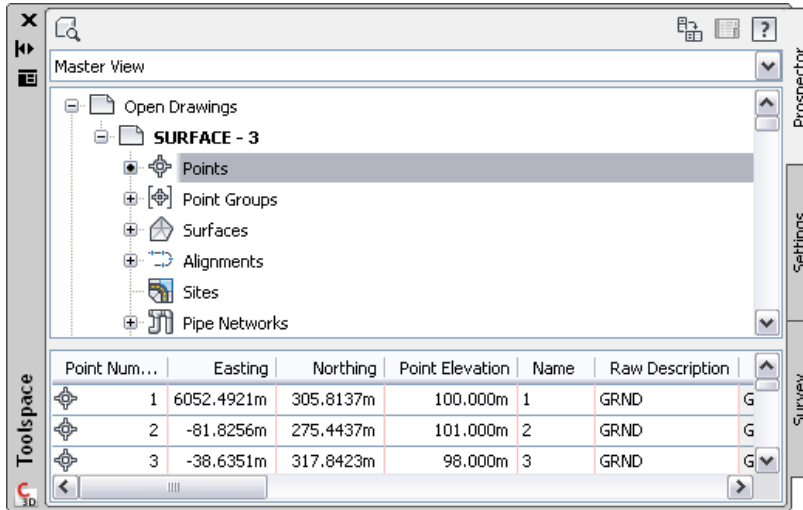 ?
Master View
Open Drawings
SURFACE - 3
Points
Point Groups
Surfaces
Alignments
Sites
Pipe Networks
Point Num... Easting Northing Point Elevation Name Raw Description
1 6052.4921m 305.8137m 100.000m 1 GRND G
2 -81.8256m 275.4437m 101.000m 2 GRND G
3 -38.6351m 317.8423m 98.000m 3 GRND G
Toolspace
C 3D
Prospector
Settings
Survey